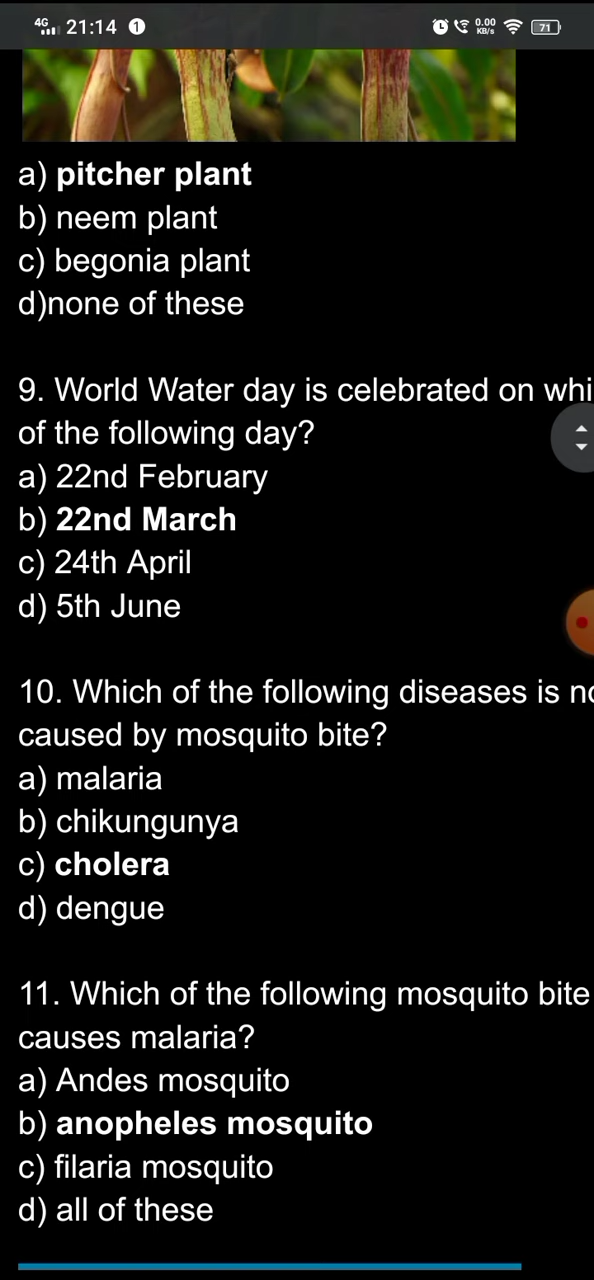 4G 21:14 1 0.00 KB/s 71
a) pitcher plant
b) neem plant
c) begonia plant
d)none of these
9. World Water day is celebrated on whi
of the following day?
a) 22nd February
b) 22nd March
c) 24th April
d) 5th June
10. Which of the following diseases is no
caused by mosquito bite?
a) malaria
b) chikungunya
c) cholera
d) dengue
11. Which of the following mosquito bite
causes malaria?
a) Andes mosquito
b) anopheles mosquito
c) filaria mosquito
d) all of these